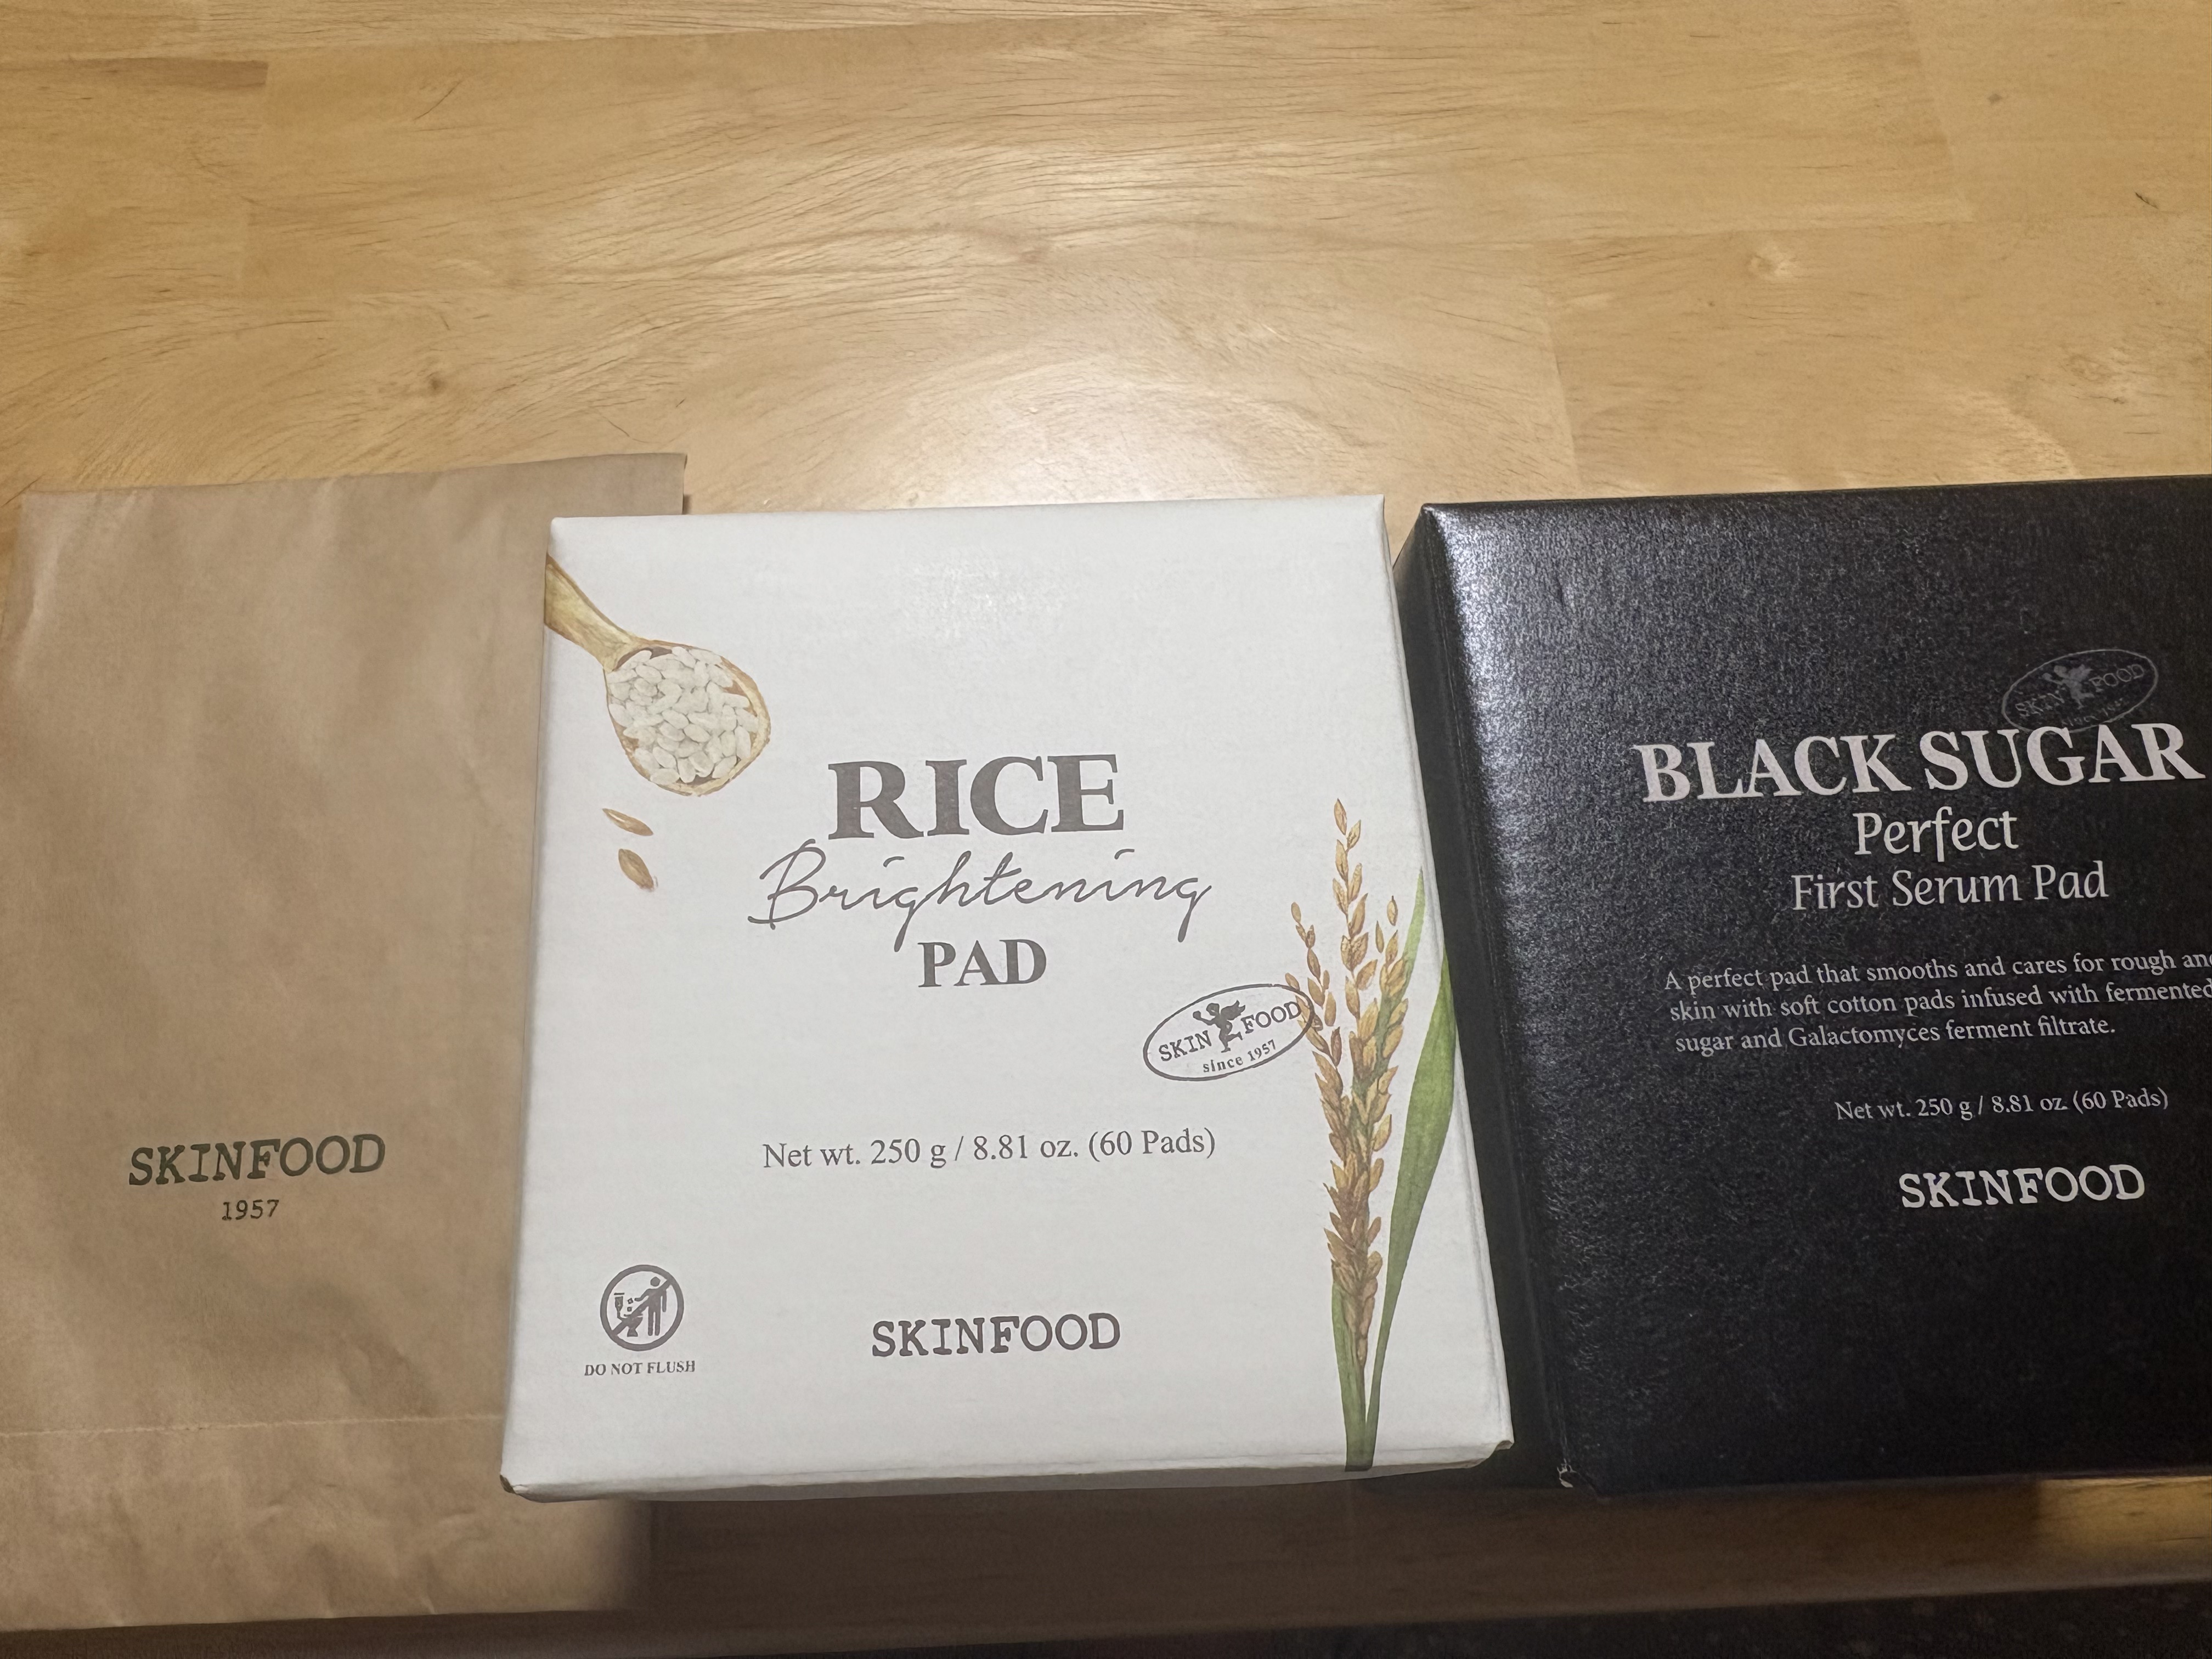 SKINFOOD
1957
RICE
Brightening
PAD
SKIN FOOD
since 1957
Net wt. 250 g / 8.81 oz. (60 Pads)
DO NOT FLUSH
SKINFOOD
SKIN FOOD
BLACK SUGAR
Perfect
First Serum Pad
A perfect pad that smooths and cares for rough
skin with soft cotton pads infused with fermented
sugar and Galactomyces ferment filtrate.
Net wt. 250 g / 8.81 oz. (60 Pads)
SKINFOOD